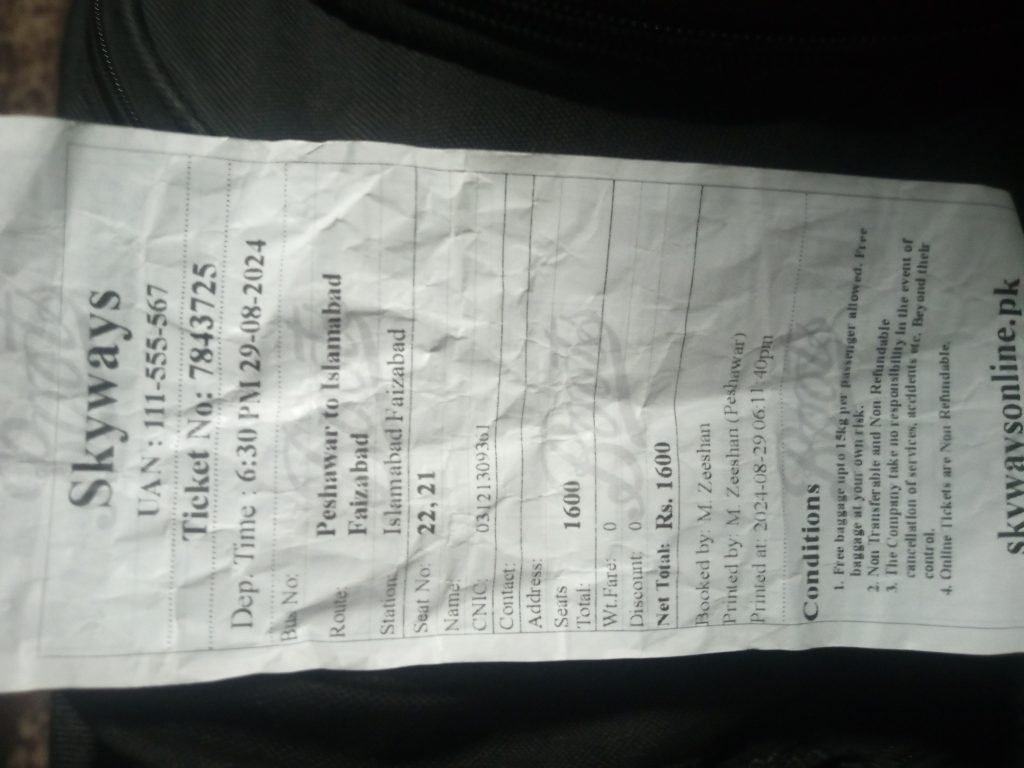 Skyways
UAN : 111-555-567
Ticket No: 7843725
Dep. Time : 6:30 PM 29-08-2024
Bus No:
Route: Peshawar to Islamabad
Faizabad
Station: Islamabad Faizabad
Seat No: 22, 21
Name:
CNIC: 03121309361
Contact:
Address:
Seats
Total: 1600
Wt.Fare: 0
Discount: 0
Net Total: Rs. 1600
Booked by: M. Zeeshan
Printed by: M. Zeeshan (Peshawar)
Printed at: 2024-08-29 06:11:40pm
Conditions
1. Free baggage upto 15kg per passenger allowed. Free
baggage at your own risk.
2. Non Transferable and Non Refundable
3. The Company take no responsibility In the event of
cancellation of services, accidents etc. Beyond their
control.
4. Online Tickets are Non Refundable.
skywaysonline.pk